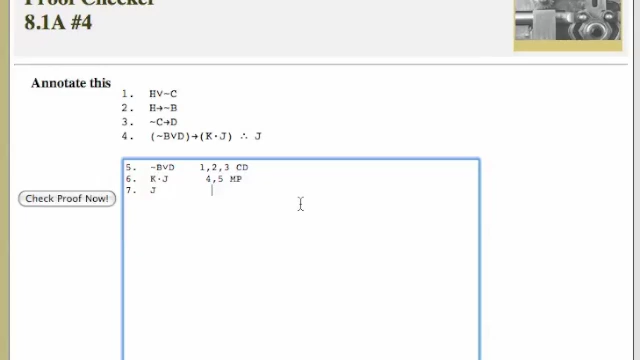 Proof Checker
8.1A #4
Annotate this
1. H∨~C
2. H→~B
3. ~C→D
4. (~B∨D)→(K·J) ∴ J
5. ~BvD 1,2,3 CD
6. K·J 4,5 MP
7. J
Check Proof Now!